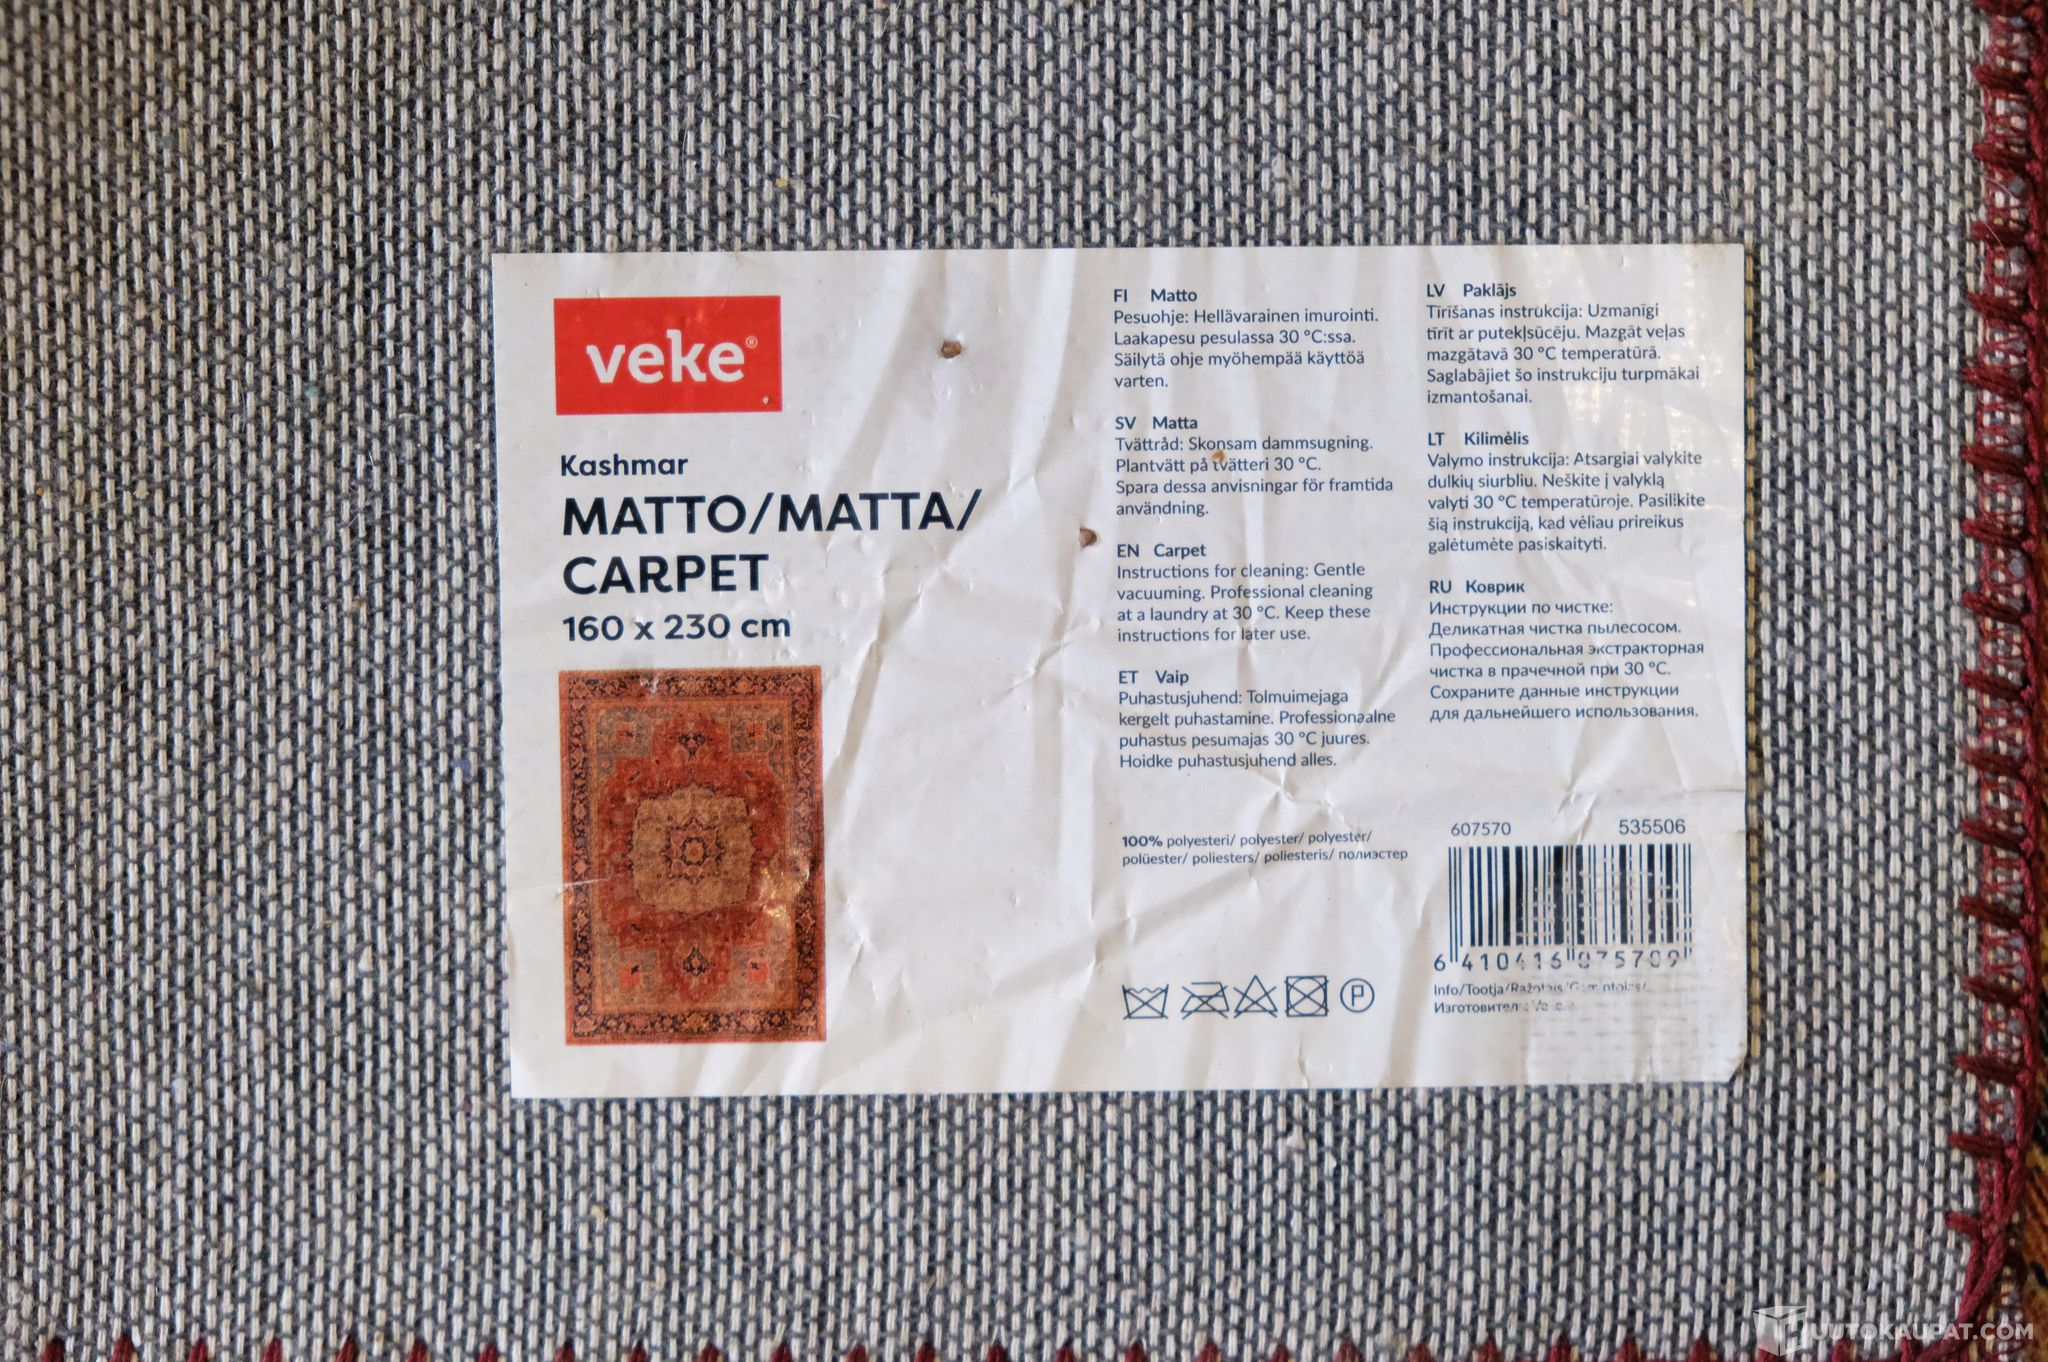 veke®
Kashmar
MATTO/MATTA/
CARPET
160 x 230 cm
FI Matto
Pesuohje: Hellävarainen imurointi.
Laakapesu pesulassa 30 °C:ssa.
Säilytä ohje myöhempää käyttöä
varten.
SV Matta
Tvättråd: Skonsam dammsugning.
Plantvätt på tvätteri 30 °C.
Spara dessa anvisningar för framtida
användning.
EN Carpet
Instructions for cleaning: Gentle
vacuuming. Professional cleaning
at a laundry at 30 °C. Keep these
instructions for later use.
ET Vaip
Puhastusjuhend: Tolmuimejaga
kergelt puhastamine. Professionaalne
puhastus pesumajas 30 °C juures.
Hoidke puhastusjuhend alles.
100% polyesteri/ polyester/ polyester/
polüester/ poliesters/ poliesteris/ полиэстер
P
LV Paklājs
Tīrīšanas instrukcija: Uzmanīgi
tīrīt ar putekļsūcēju. Mazgāt veļas
mazgātavā 30 °C temperatūrā.
Saglabājiet šo instrukciju turpmākai
izmantošanai.
LT Kilimėlis
Valymo instrukcija: Atsargiai valykite
dulkių siurbliu. Neškite į valyklą
valyti 30 °C temperatūroje. Pasilikite
šią instrukciją, kad vėliau prireikus
galėtumėte pasiskaityti.
RU Коврик
Инструкции по чистке:
Деликатная чистка пылесосом.
Профессиональная экстракторная
чистка в прачечной при 30 °C.
Сохраните данные инструкции
для дальнейшего использования.
607570 535506
6 410416 075709
Info/Tootja/Ražotājs/
Изготовитель:
HUUTOKAUPAT.COM